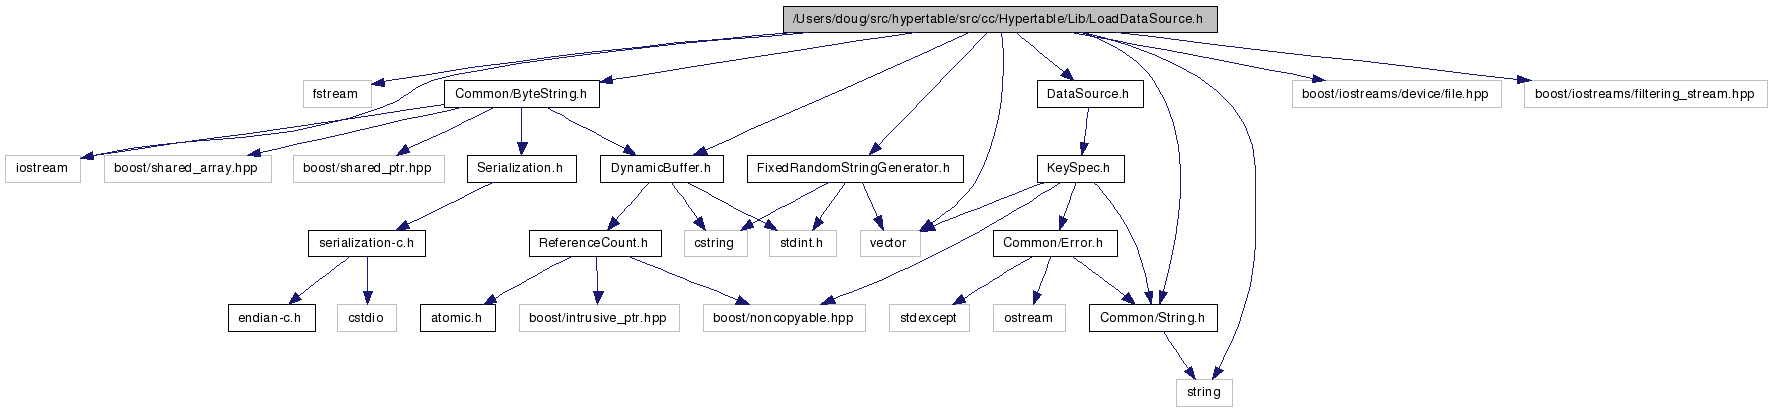 /Users/doug/src/hypertable/src/cc/Hypertable/Lib/LoadDataSource.h
fstream
Common/ByteString.h
DataSource.h
boost/iostreams/device/file.hpp
boost/iostreams/filtering_stream.hpp
iostream
boost/shared_array.hpp
boost/shared_ptr.hpp
Serialization.h
DynamicBuffer.h
FixedRandomStringGenerator.h
KeySpec.h
serialization-c.h
ReferenceCount.h
cstring
stdint.h
vector
Common/Error.h
endian-c.h
cstdio
atomic.h
boost/intrusive_ptr.hpp
boost/noncopyable.hpp
stdexcept
ostream
Common/String.h
string